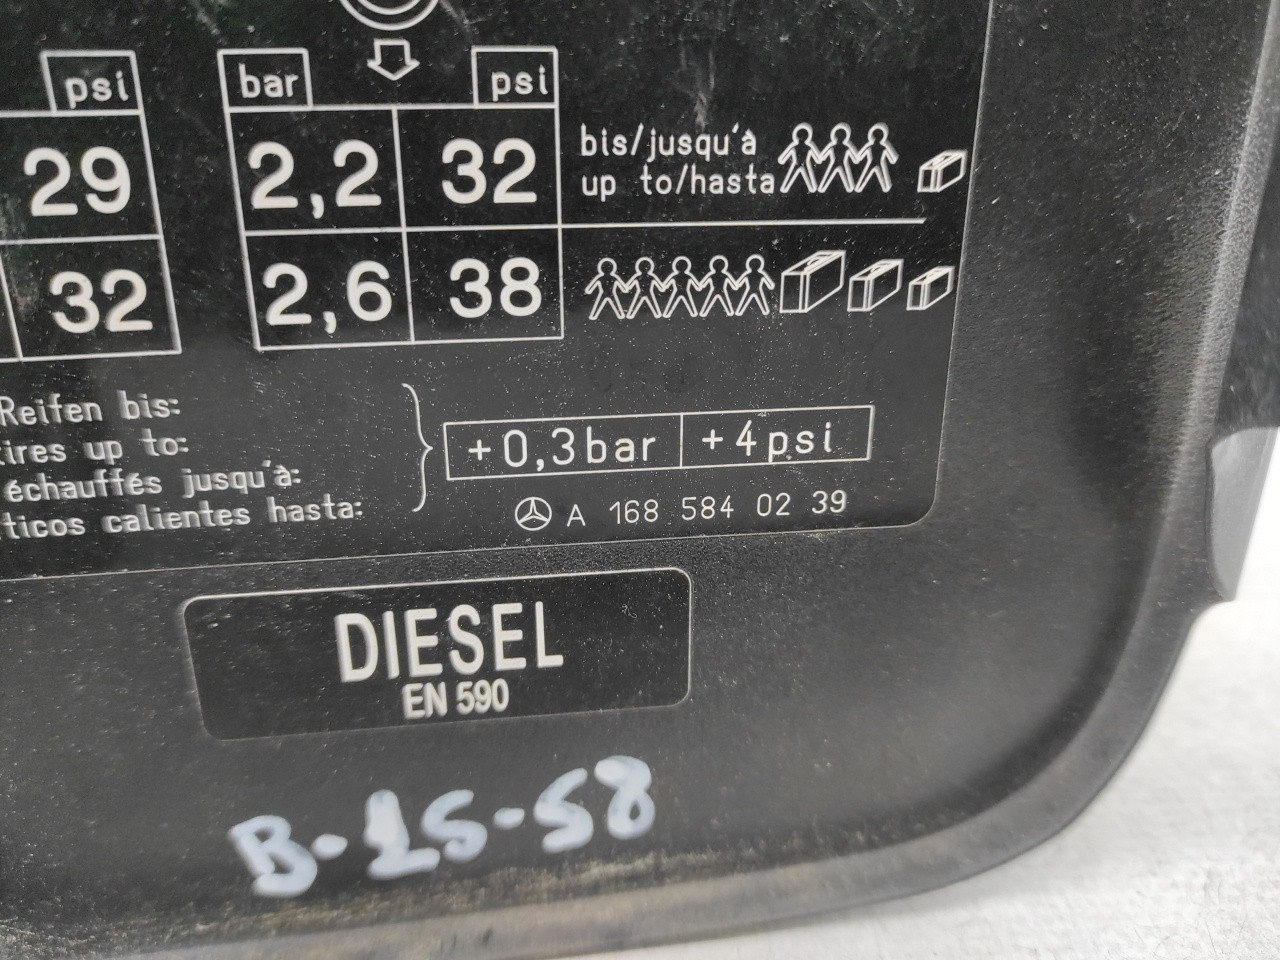 psi bar psi
29 2,2 32 bis/jusqu'à
up to/hasta
32 2,6 38
Reifen bis:
tires up to:
échauffés jusqu'à:
ticos calientes hasta:
+0,3bar +4psi
A 168 584 02 39
DIESEL
EN 590
B-15-58